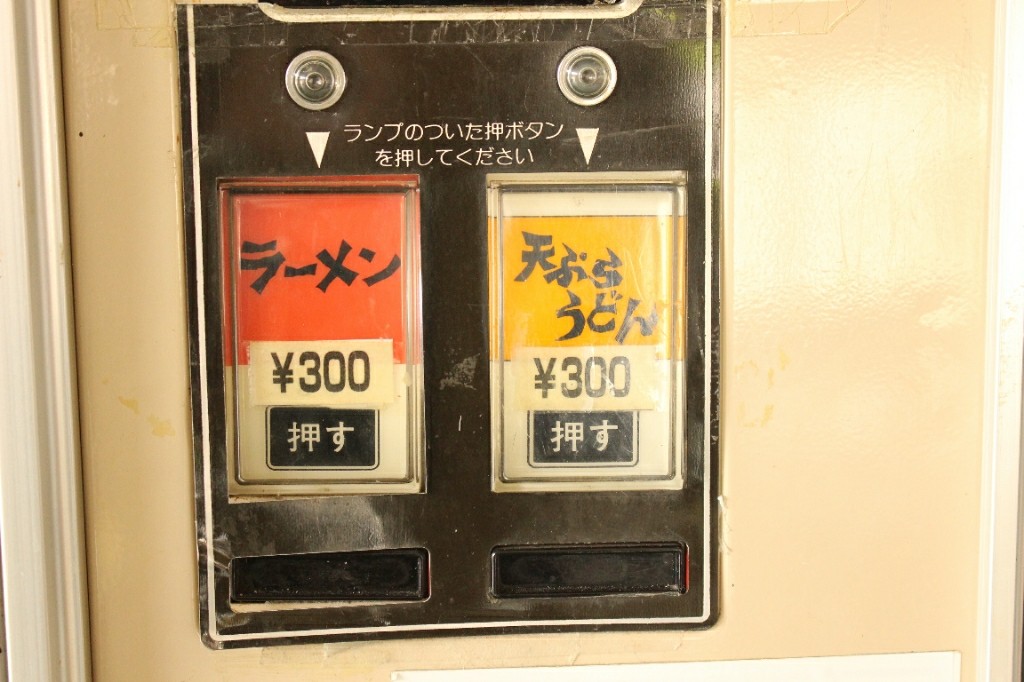 ランプのついた押ボタン
を押してください
ラーメン
¥300
押す
天ぷら
うどん
¥300
押す